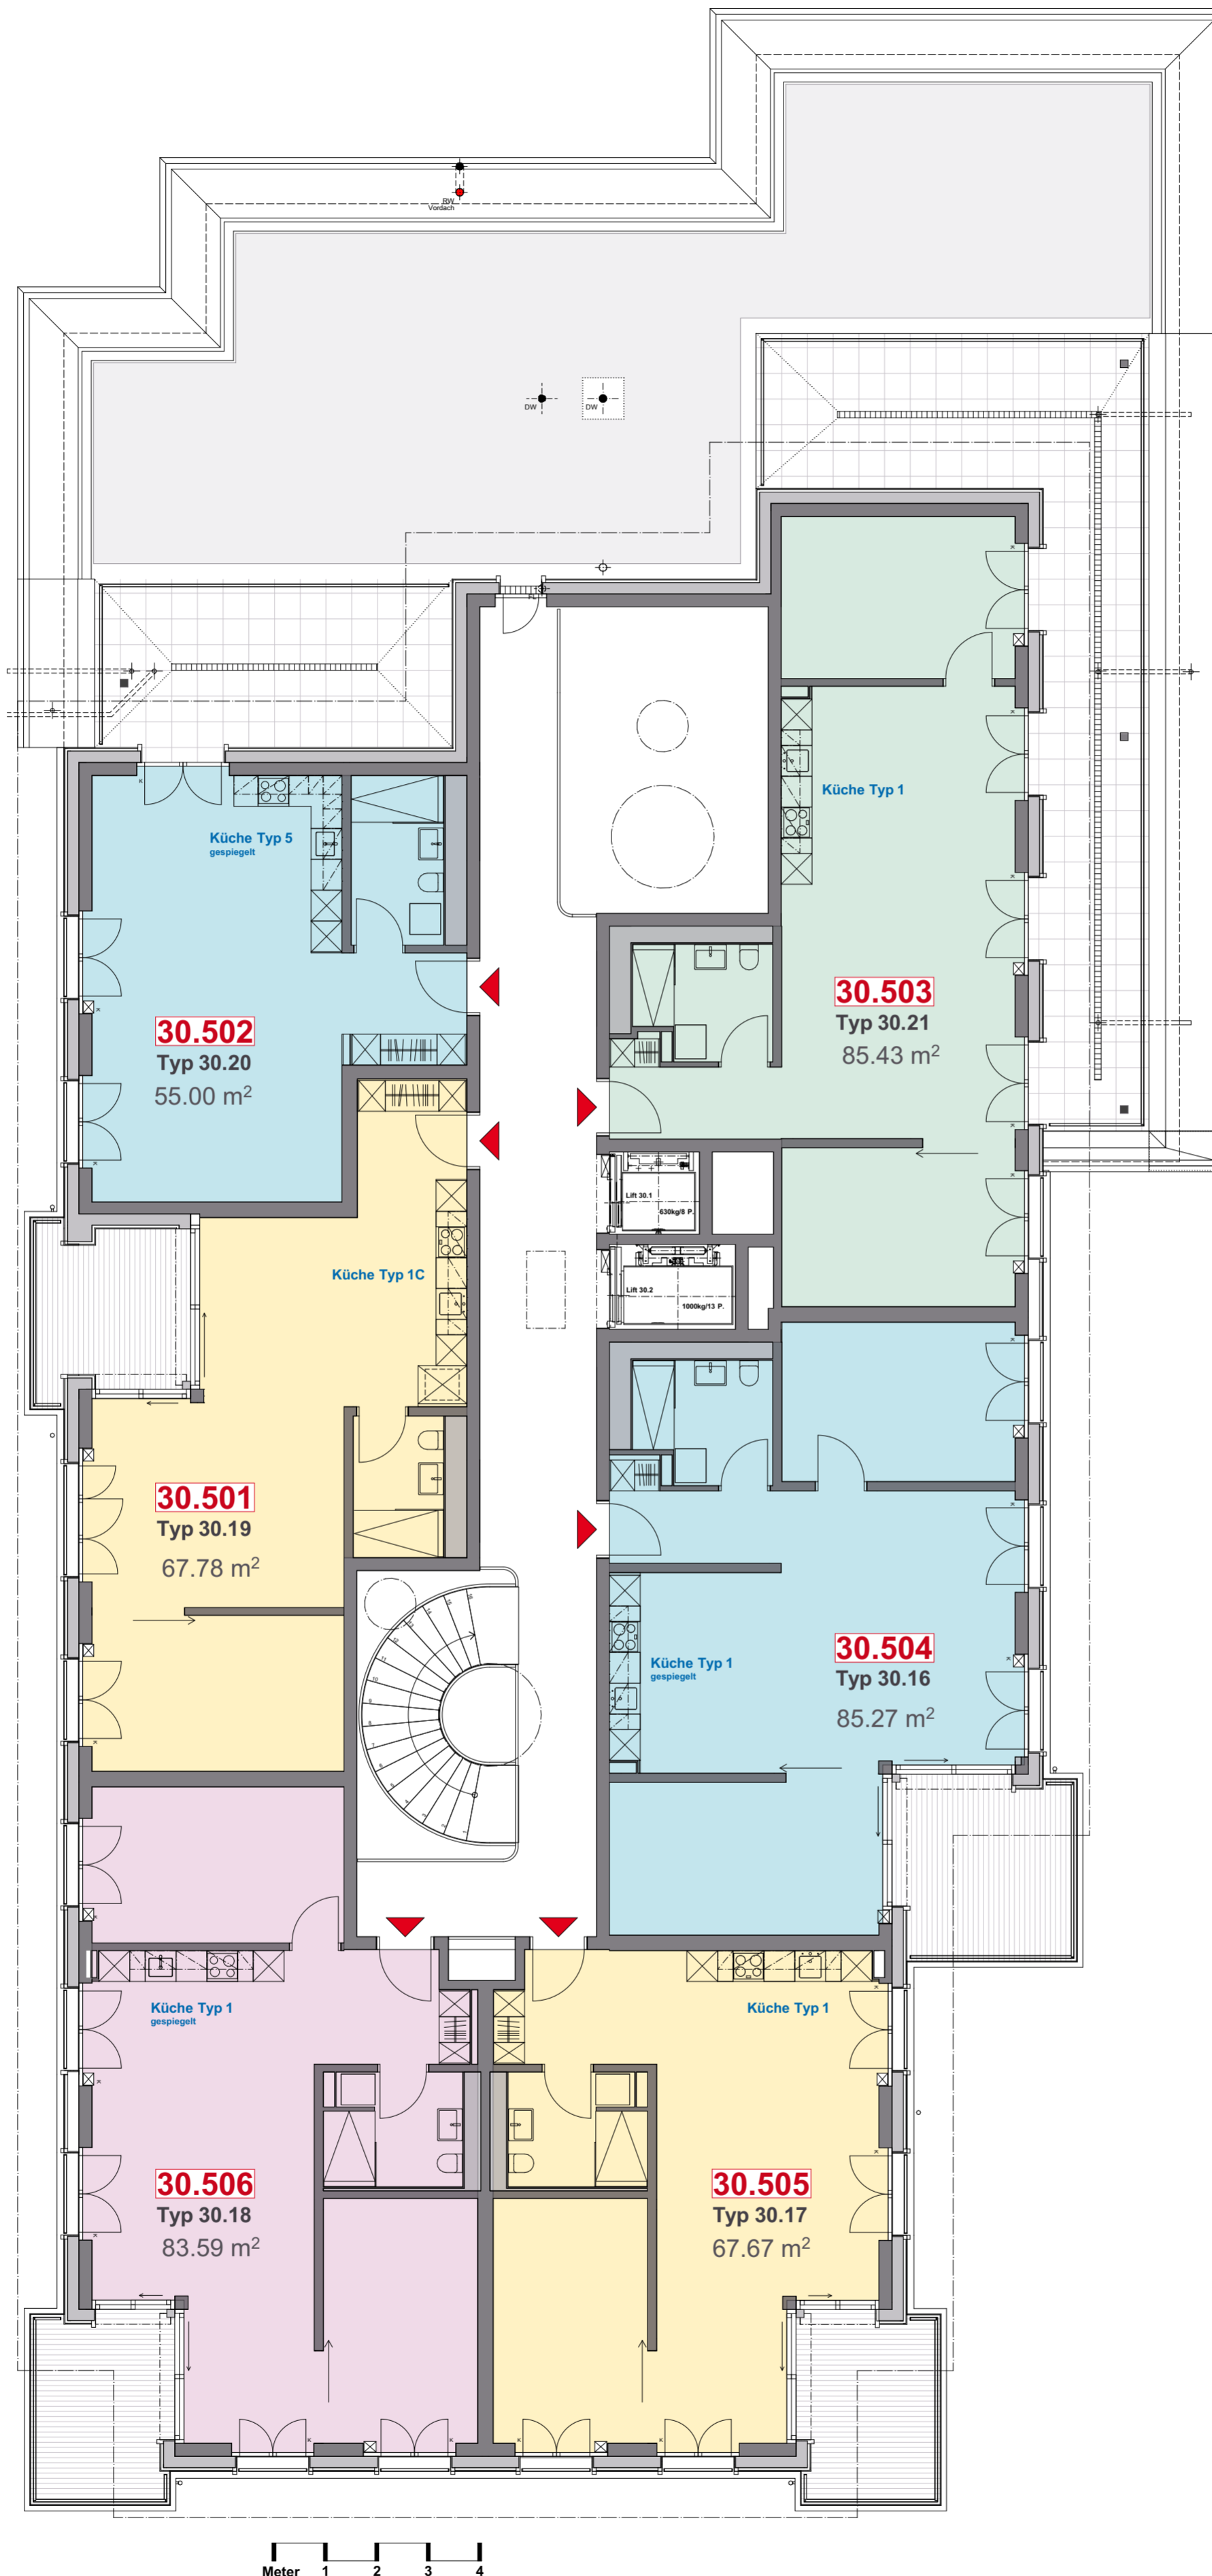 RW
Vordach
DW
DW
FL
Küche Typ 1
Küche Typ 5
gespiegelt
30.503
Typ 30.21
85.43 m²
30.502
Typ 30.20
55.00 m²
Lift 30.1
630kg/8 P.
Küche Typ 1C
Lift 30.2
1000kg/13 P.
30.501
Typ 30.19
67.78 m²
30.504
Typ 30.16
85.27 m²
Küche Typ 1
gespiegelt
Küche Typ 1
gespiegelt
Küche Typ 1
30.506
Typ 30.18
83.59 m²
30.505
Typ 30.17
67.67 m²
Meter 1 2 3 4